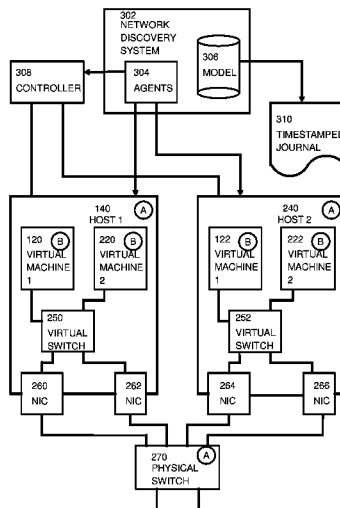 302
NETWORK
DISCOVERY
SYSTEM
304
AGENTS
306
MODEL
308
CONTROLLER
310
TIMESTAMPED
JOURNAL
140
HOST 1
A
120
B
VIRTUAL
MACHINE
1
220
B
VIRTUAL
MACHINE
2
250
VIRTUAL
SWITCH
260
NIC
262
NIC
240
HOST 2
A
122
B
VIRTUAL
MACHINE
1
222
B
VIRTUAL
MACHINE
2
252
VIRTUAL
SWITCH
264
NIC
266
NIC
270
A
PHYSICAL
SWITCH